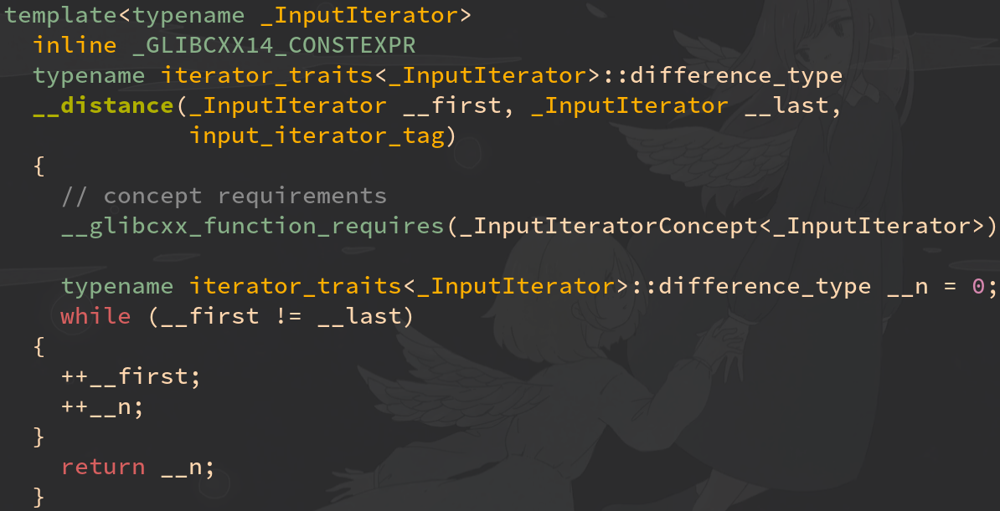 template<typename _InputIterator>
  inline _GLIBCXX14_CONSTEXPR
  typename iterator_traits<_InputIterator>::difference_type
  __distance(_InputIterator __first, _InputIterator __last,
             input_iterator_tag)
  {
    // concept requirements
    __glibcxx_function_requires(_InputIteratorConcept<_InputIterator>)

    typename iterator_traits<_InputIterator>::difference_type __n = 0;
    while (__first != __last)
  {
    ++__first;
    ++__n;
  }
    return __n;
  }